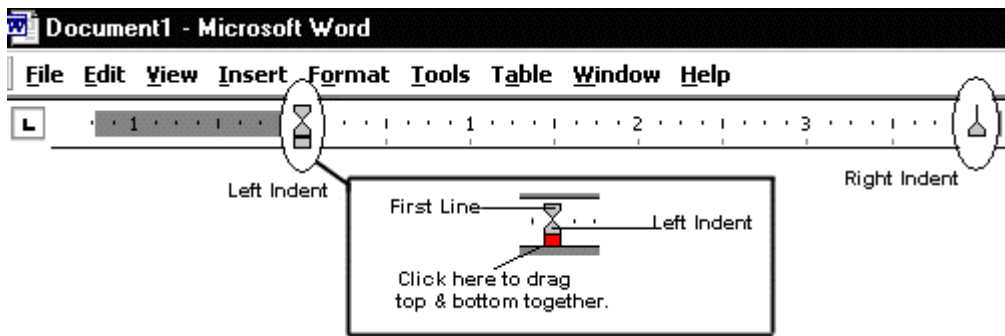 Document1 - Microsoft Word
File Edit View Insert Format Tools Table Window Help
L 1 1 2 3
Left Indent
Right Indent
First Line
Left Indent
Click here to drag
top & bottom together.